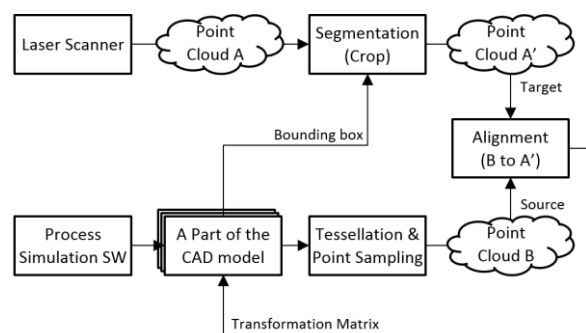 Laser Scanner
Point
Cloud A
Segmentation
(Crop)
Point
Cloud A’
Target
Bounding box
Alignment
(B to A’)
Source
Process
Simulation SW
A Part of the
CAD model
Tessellation &
Point Sampling
Point
Cloud B
Transformation Matrix